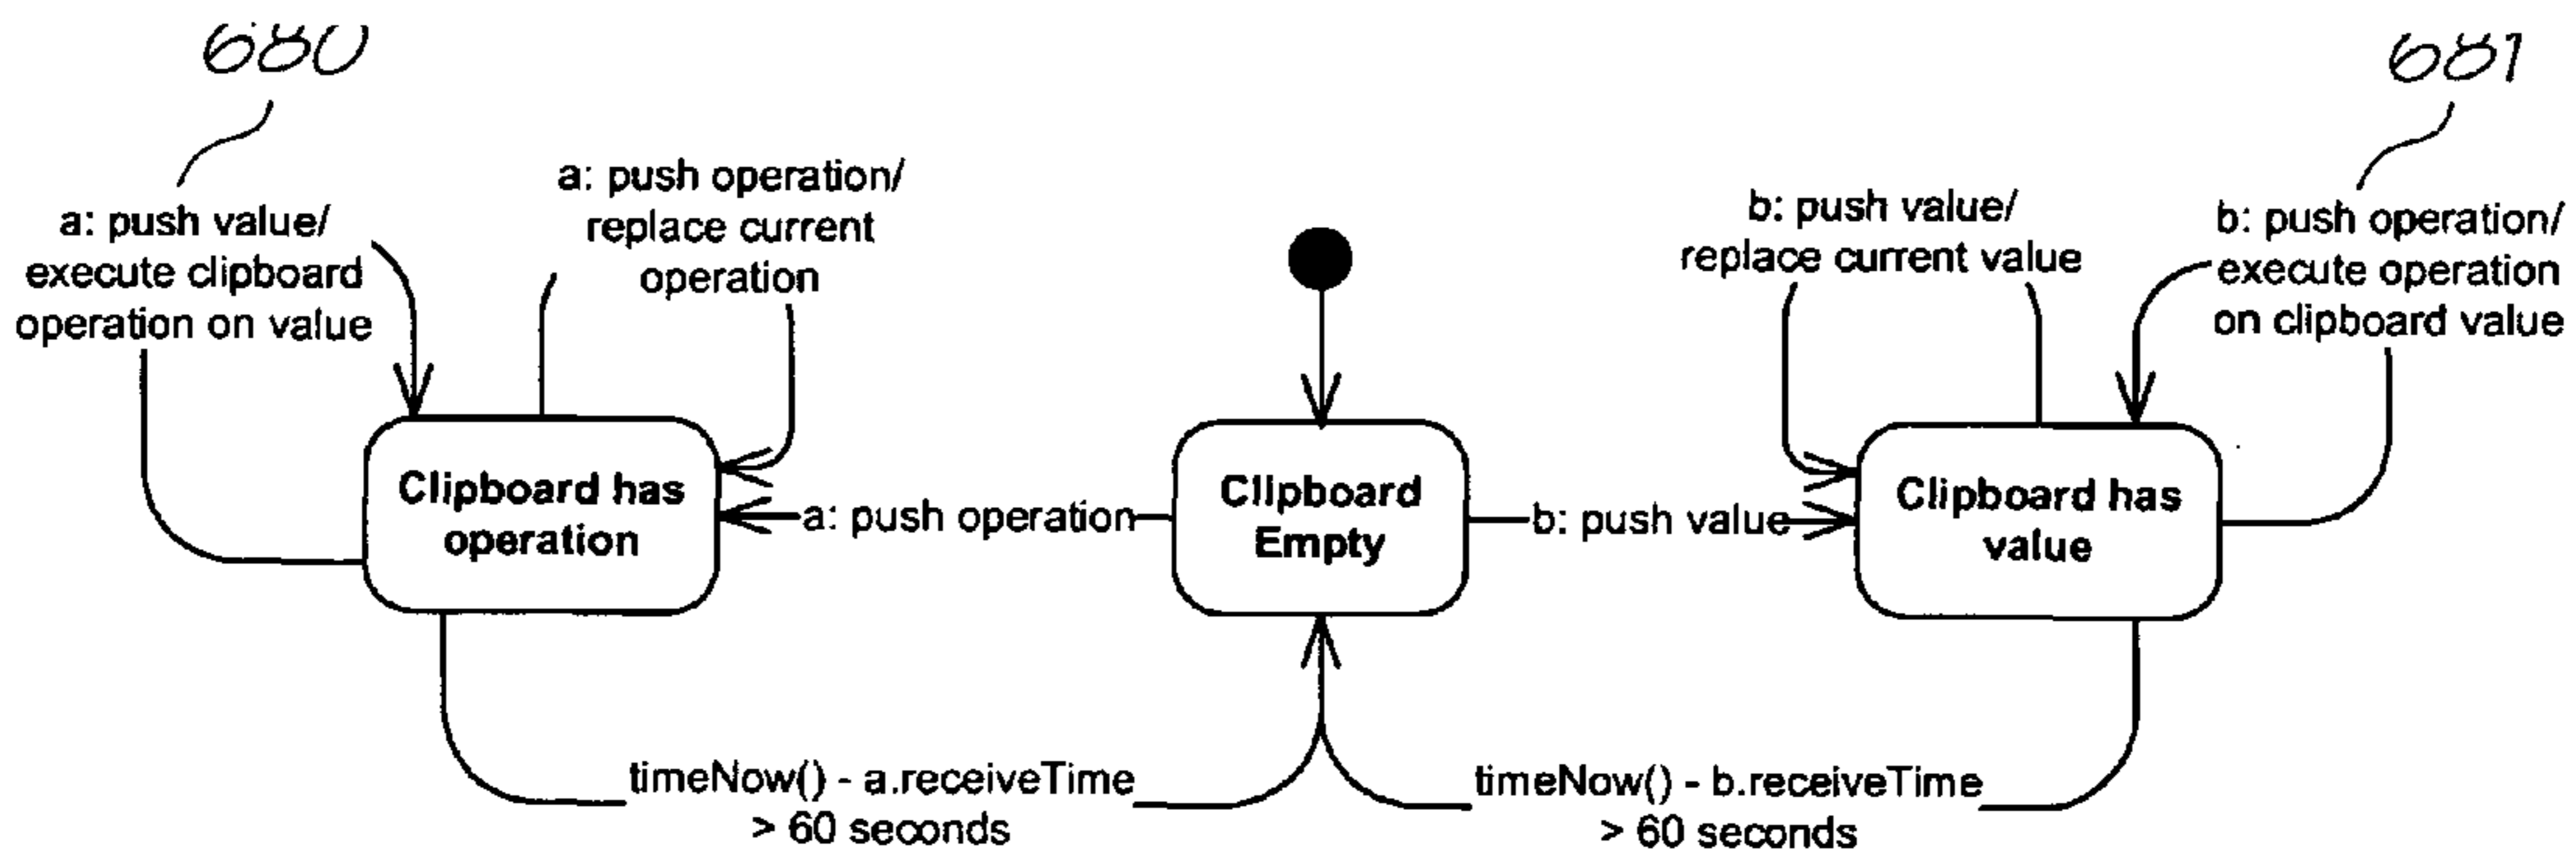 680
681
a: push value/
execute clipboard
operation on value
a: push operation/
replace current
operation
b: push value/
replace current value
b: push operation/
execute operation
on clipboard value
Clipboard has
operation
a: push operation
Clipboard
Empty
b: push value
Clipboard has
value
timeNow() - a.receiveTime
> 60 seconds
timeNow() - b.receiveTime
> 60 seconds